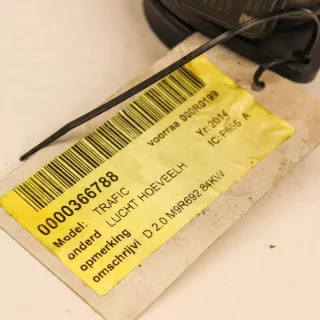 0000366788
voorraa 000R0199
Model: TRAFIC
Yr: 2014
onderd LUCHT HOEVEELH
opmerking
omschrijvi D 2.0 M9R692 84KW